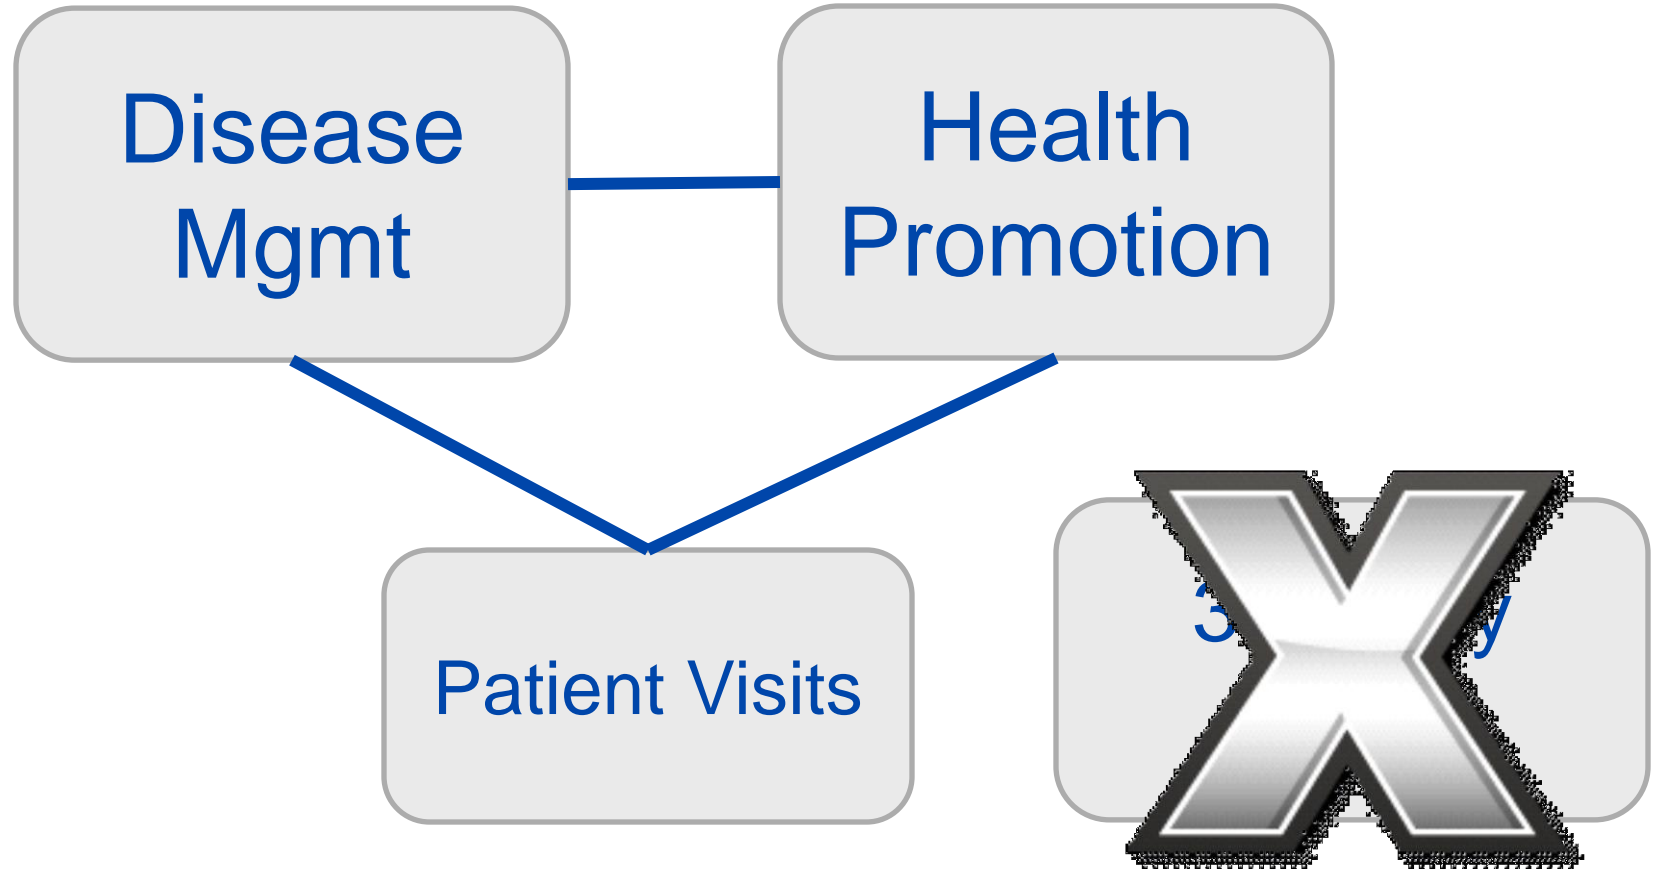 Disease
Mgmt
Health
Promotion
Patient Visits